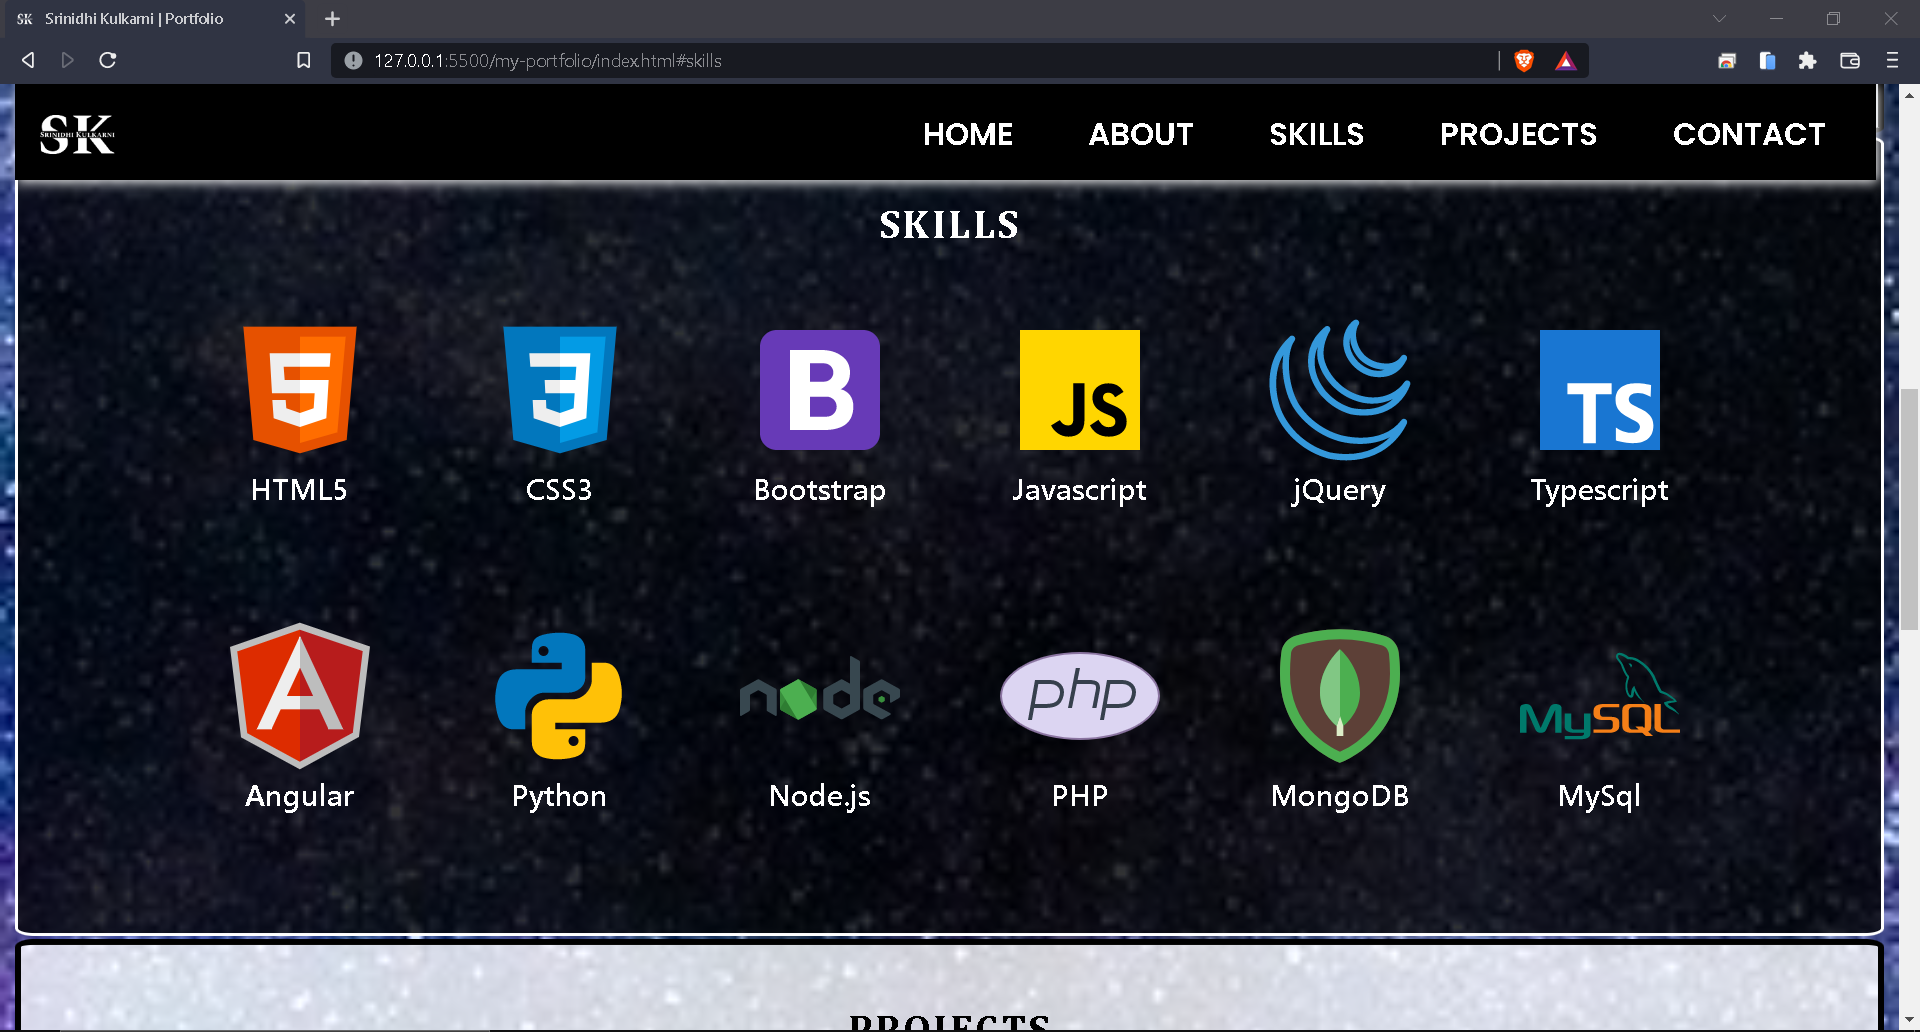 SK Srinidhi Kulkarni | Portfolio
127.0.0.1:5500/my-portfolio/index.html#skills
SK
SRINIDHI KULKARNI
HOME ABOUT SKILLS PROJECTS CONTACT
SKILLS
5 3 B JS TS
HTML5 CSS3 Bootstrap Javascript jQuery Typescript
A node php MySQL
Angular Python Node.js PHP MongoDB MySql
PROJECTS